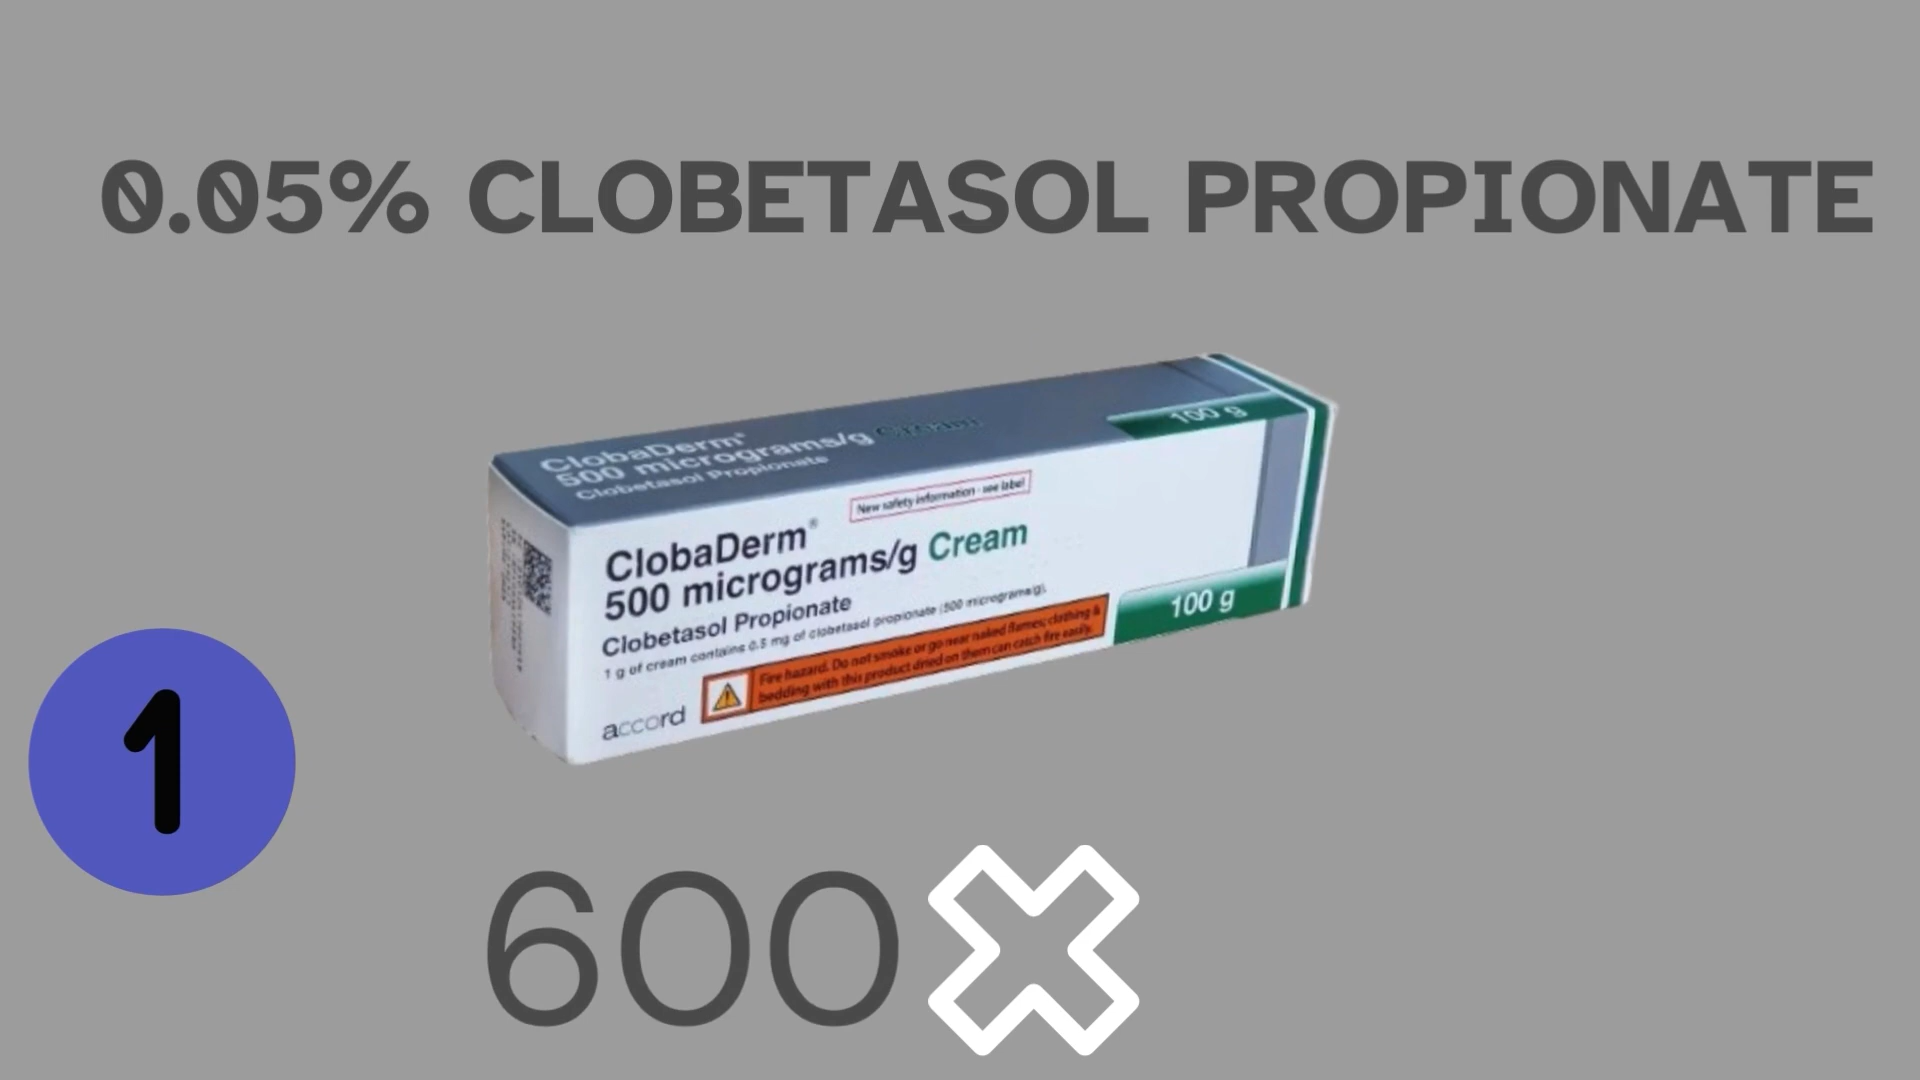 0.05% CLOBETASOL PROPIONATE
ClobaDerm®
500 micrograms/g Cream
Clobetasol Propionate
100 g
New safety information - see label
ClobaDerm®
500 micrograms/g Cream
Clobetasol Propionate
1 g of cream contains 0.5 mg of clobetasol propionate (500 micrograms/g).
Fire hazard. Do not smoke or go near naked flames; clothing &
bedding with this product dried on them can catch fire easily.
100 g
accord
1
600